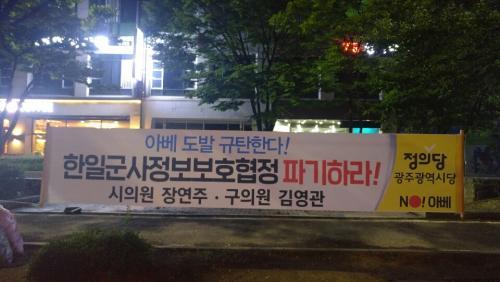 아베 도발 규탄한다!
한일군사정보보호협정 파기하라!
시의원 장연주 · 구의원 김영관
정의당
광주광역시당
NO! 아베